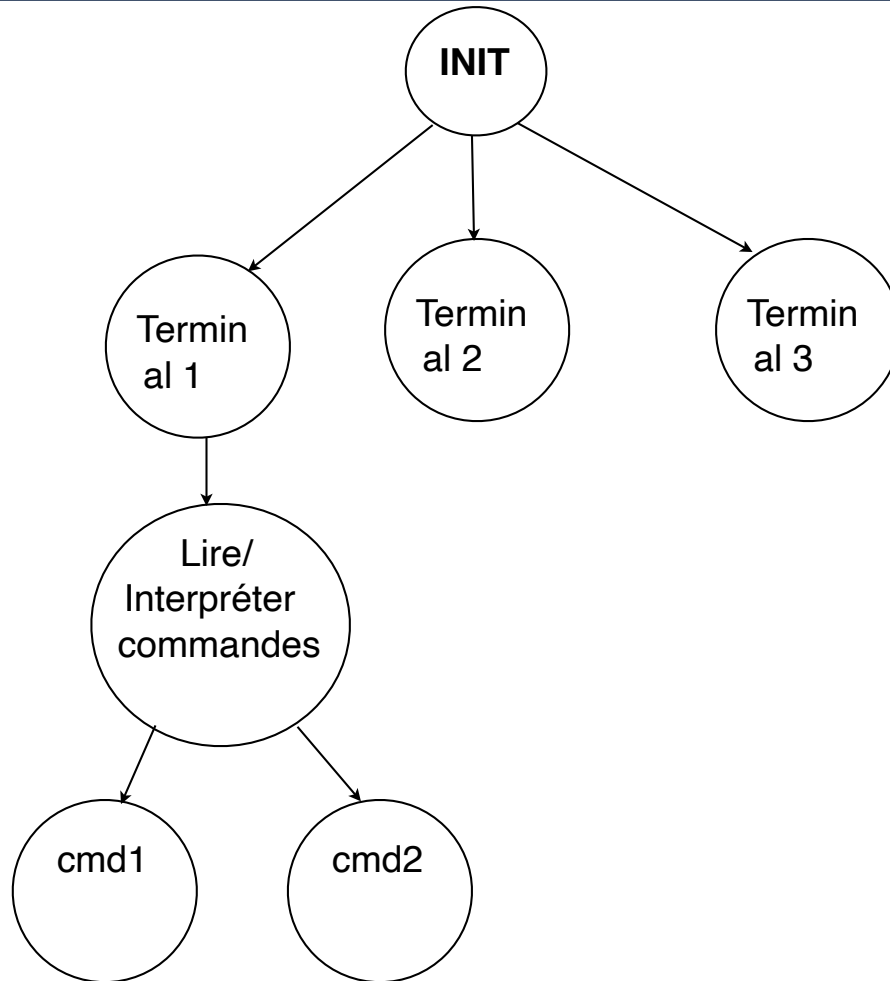 INIT
Termin
al 1
Termin
al 2
Termin
al 3
Lire/
Interpréter
commandes
cmd1
cmd2